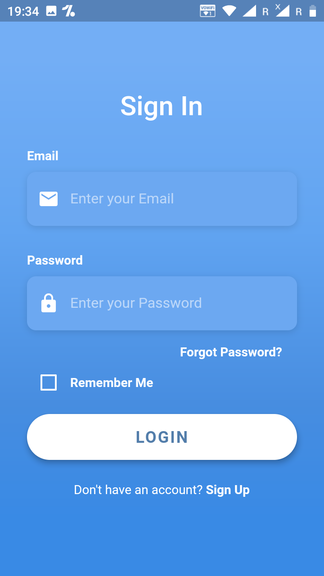 19:34 R R
Sign In
Email
Enter your Email
Password
Enter your Password
Forgot Password?
Remember Me
LOGIN
Don't have an account? Sign Up